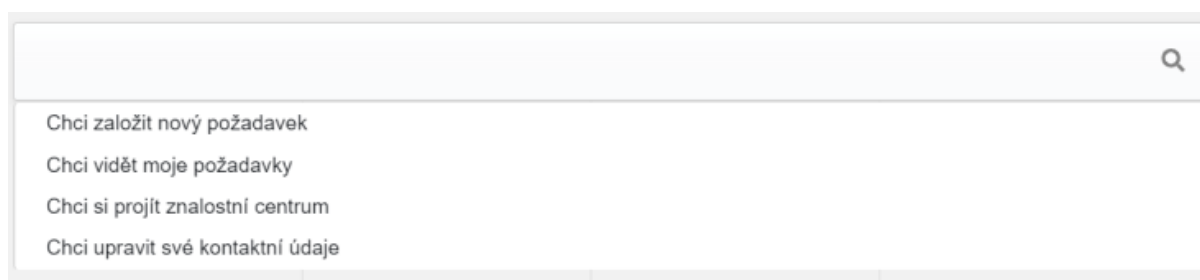 Chci založit nový požadavek
Chci vidět moje požadavky
Chci si projít znalostní centrum
Chci upravit své kontaktní údaje